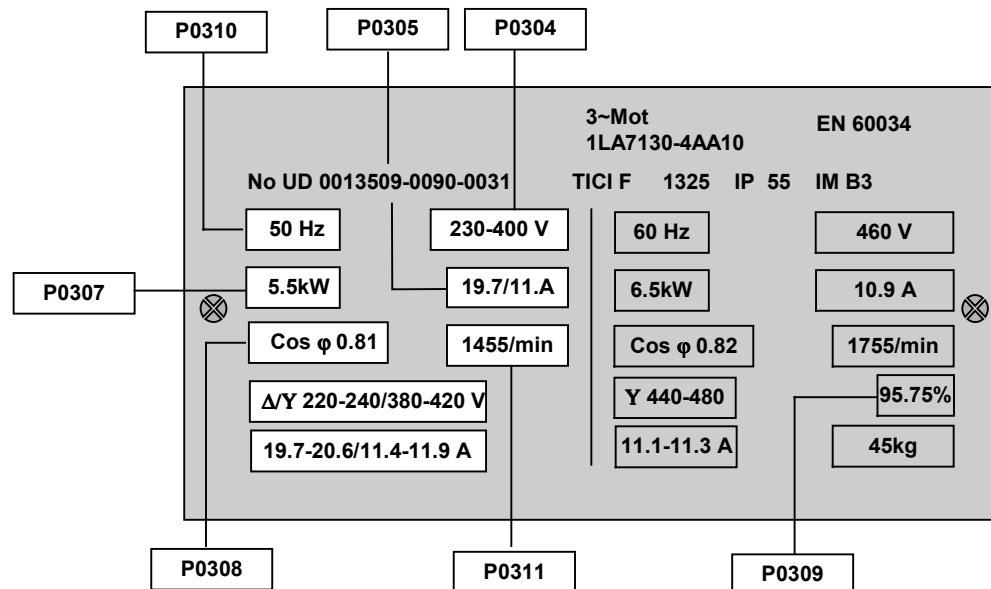 P0310 P0305 P0304
3~Mot EN 60034
1LA7130-4AA10
No UD 0013509-0090-0031 TICI F 1325 IP 55 IM B3
50 Hz 230-400 V 60 Hz 460 V
P0307 5.5kW 19.7/11.A 6.5kW 10.9 A
Cos φ 0.81 1455/min Cos φ 0.82 1755/min
Δ/Y 220-240/380-420 V Y 440-480 95.75%
19.7-20.6/11.4-11.9 A 11.1-11.3 A 45kg
P0308 P0311 P0309